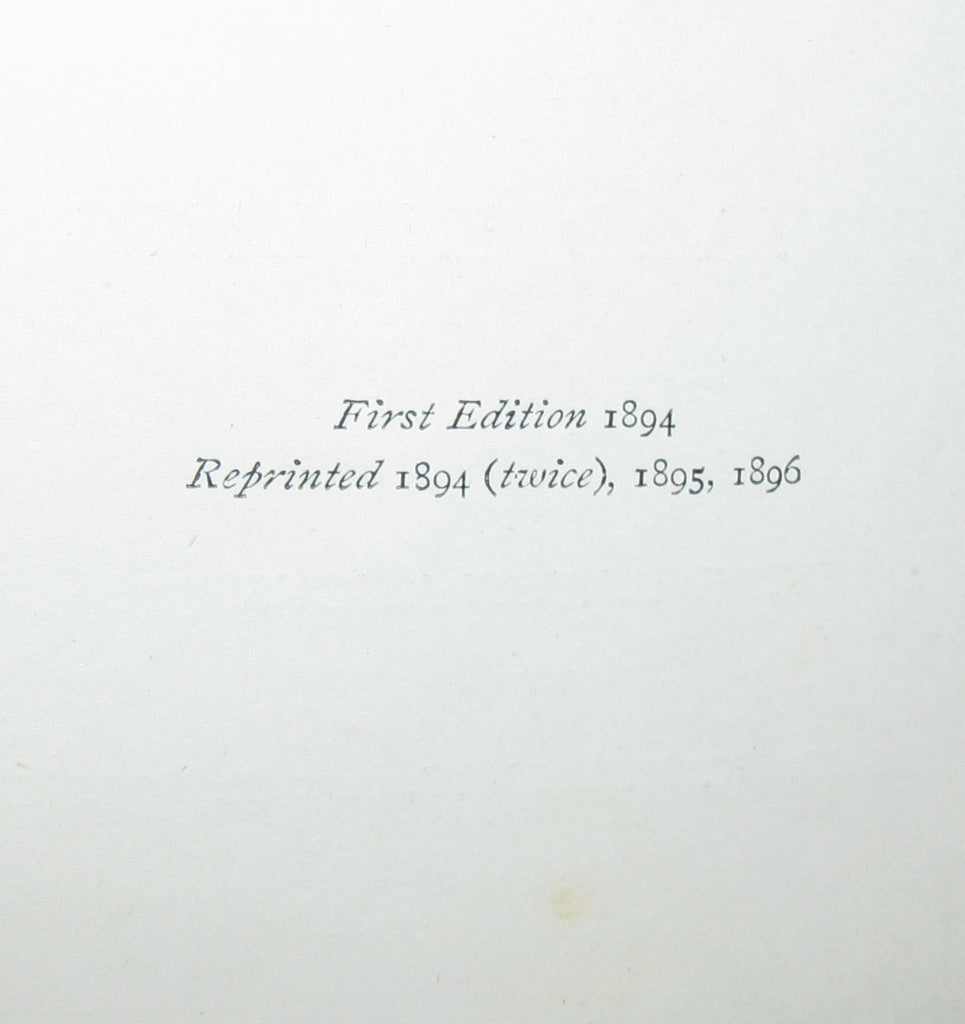 First Edition 1894
Reprinted 1894 (twice), 1895, 1896